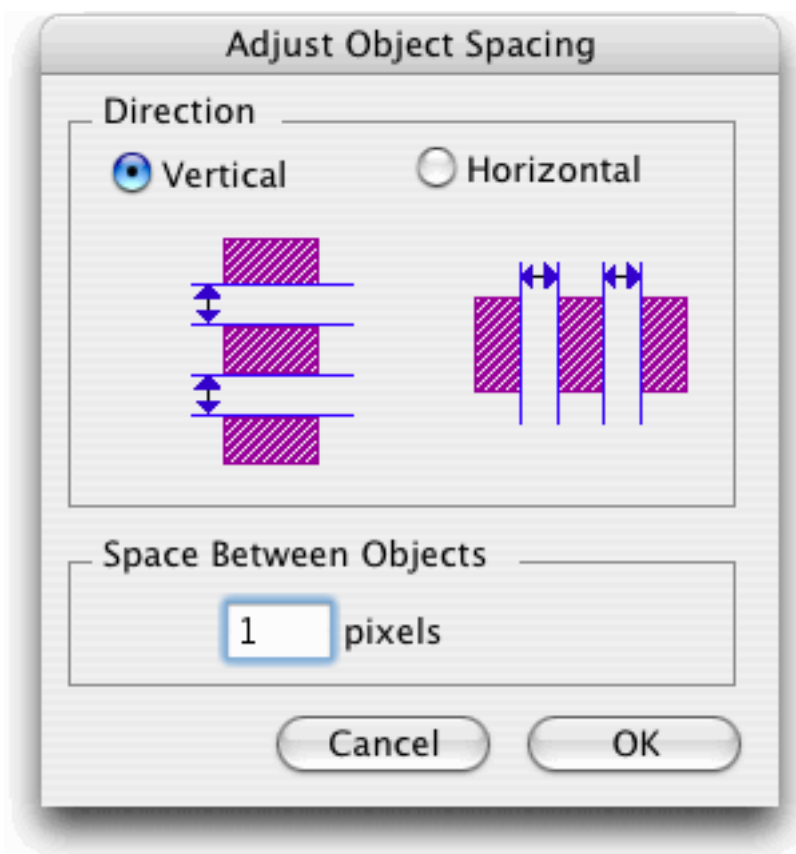 Adjust Object Spacing
Direction
Vertical Horizontal
Space Between Objects
1 pixels
Cancel OK